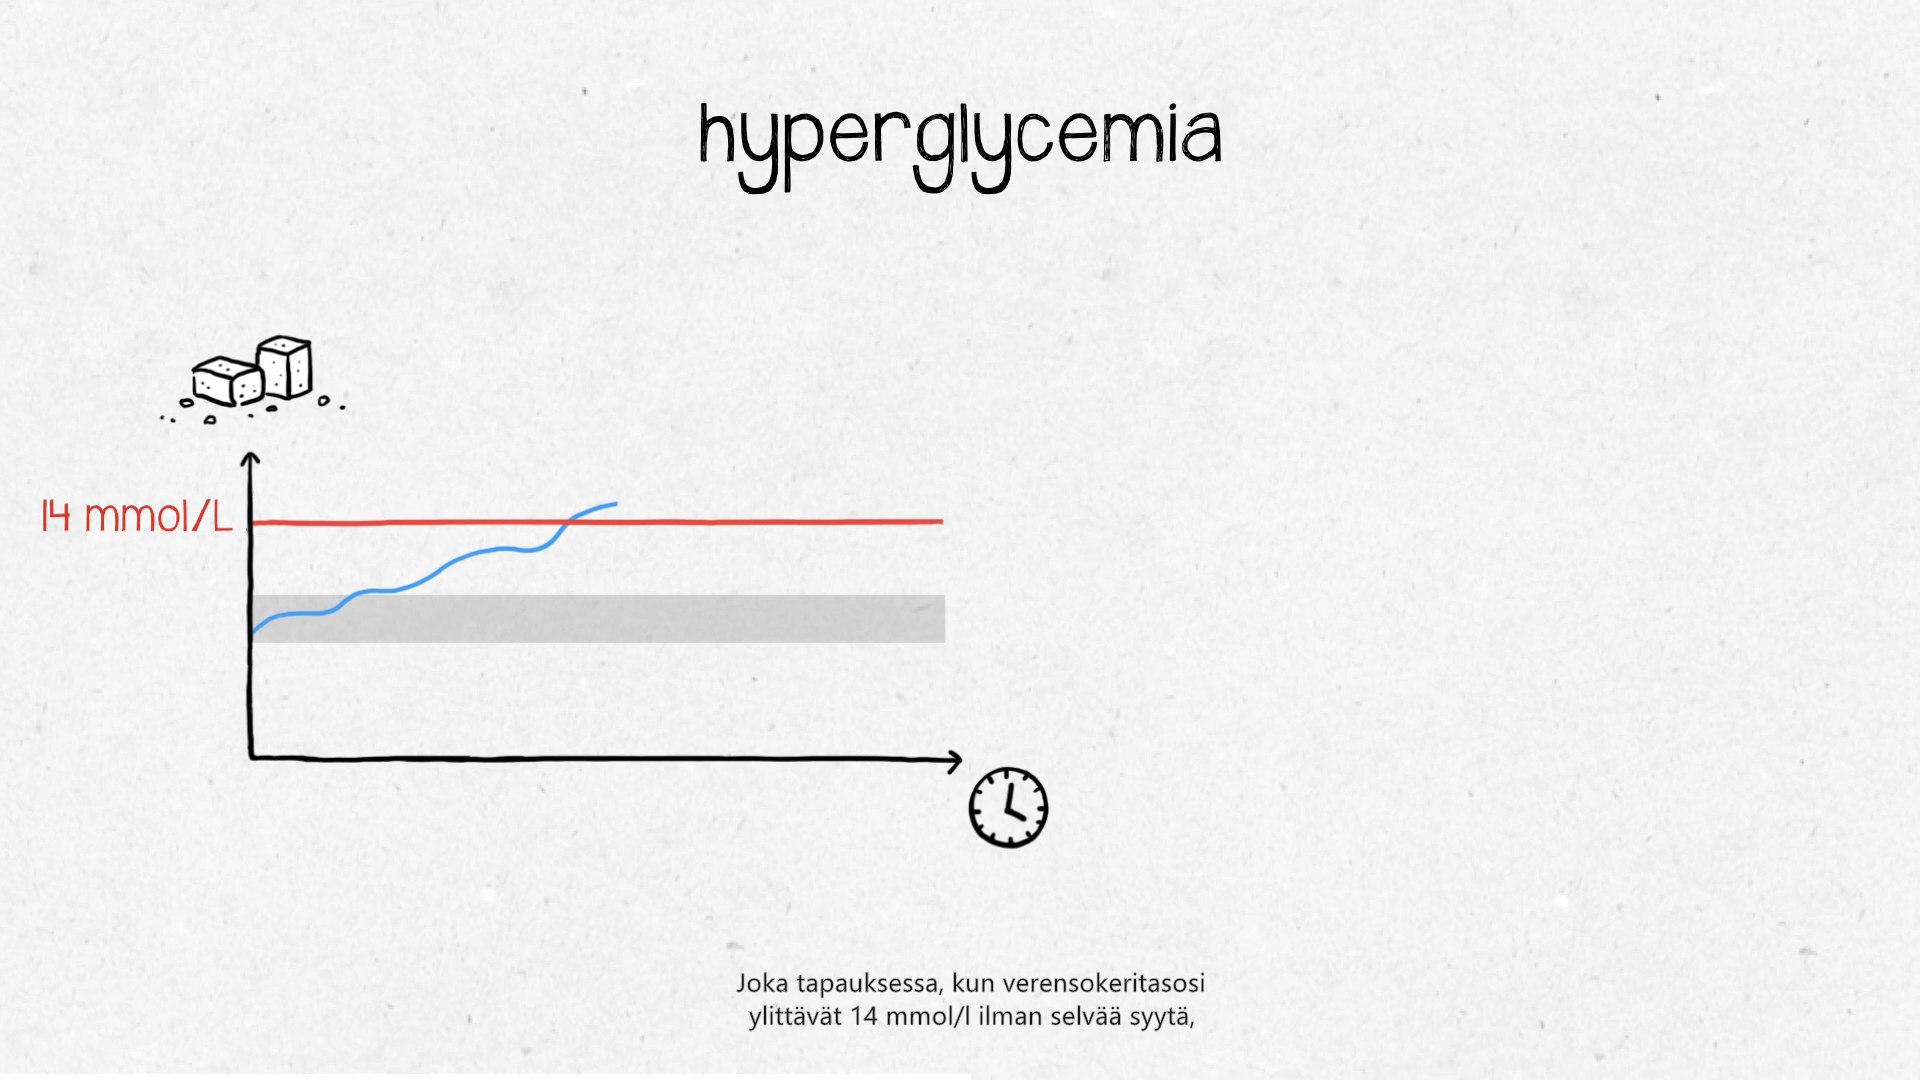 hyperglycemia
14 mmol/L
Joka tapauksessa, kun verensokeritasosi
ylittävät 14 mmol/l ilman selvää syytä,